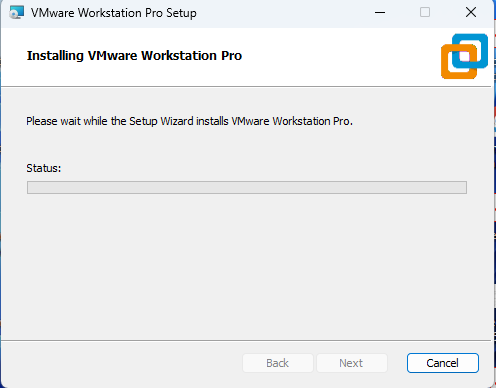 VMware Workstation Pro Setup
Installing VMware Workstation Pro
Please wait while the Setup Wizard installs VMware Workstation Pro.
Status:
Back Next Cancel